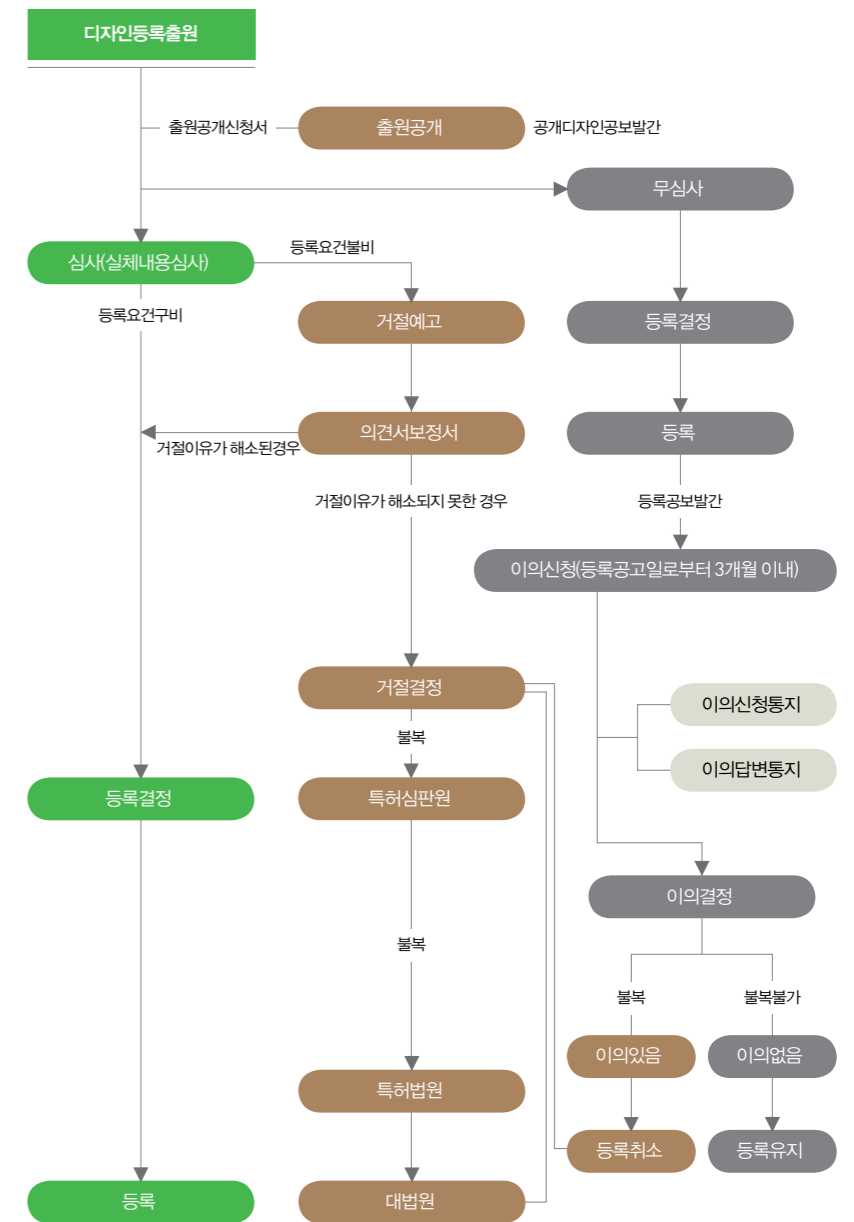 디자인등록출원
출원공개신청서
출원공개
공개디자인공보발간
무심사
심사(실체내용심사)
등록요건불비
등록요건구비
거절예고
등록결정
의견서보정서
등록
거절이유가 해소된경우
거절이유가 해소되지 못한 경우
등록공보발간
이의신청(등록공고일로부터 3개월 이내)
거절결정
이의신청통지
불복
이의답변통지
등록결정
특허심판원
이의결정
불복
불복
불복불가
이의있음
이의없음
특허법원
등록취소
등록유지
등록
대법원